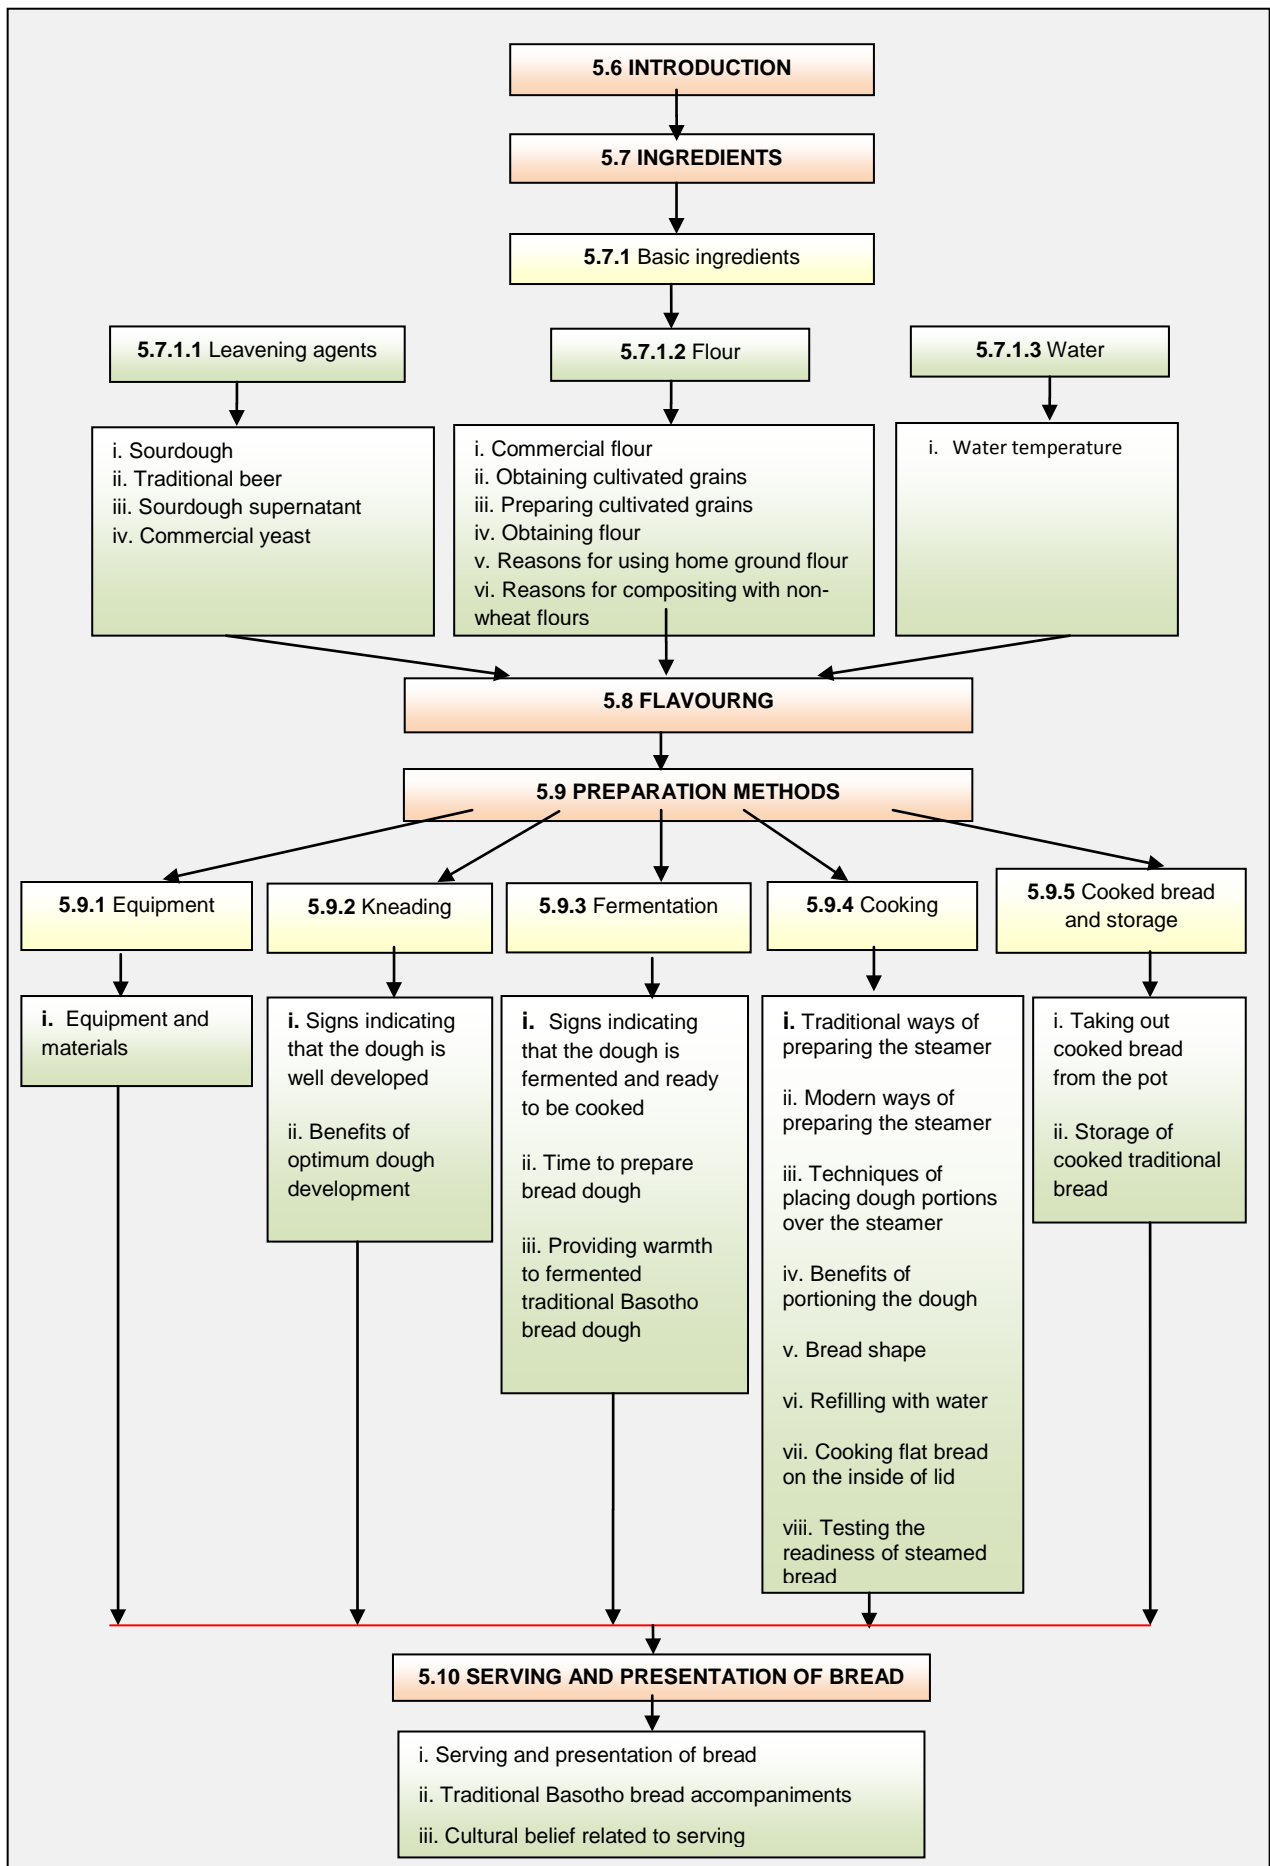 5.6 INTRODUCTION
5.7 INGREDIENTS
5.7.1 Basic ingredients
5.7.1.1 Leavening agents
i. Sourdough
ii. Traditional beer
iii. Sourdough supernatant
iv. Commercial yeast
5.7.1.2 Flour
i. Commercial flour
ii. Obtaining cultivated grains
iii. Preparing cultivated grains
iv. Obtaining flour
v. Reasons for using home ground flour
vi. Reasons for compositing with non-
wheat flours
5.7.1.3 Water
i. Water temperature
5.8 FLAVOURNG
5.9 PREPARATION METHODS
5.9.1 Equipment
i. Equipment and
materials
5.9.2 Kneading
i. Signs indicating
that the dough is
well developed
ii. Benefits of
optimum dough
development
5.9.3 Fermentation
i. Signs indicating
that the dough is
fermented and ready
to be cooked
ii. Time to prepare
bread dough
iii. Providing warmth
to fermented
traditional Basotho
bread dough
5.9.4 Cooking
i. Traditional ways of
preparing the steamer
ii. Modern ways of
preparing the steamer
iii. Techniques of
placing dough portions
over the steamer
iv. Benefits of
portioning the dough
v. Bread shape
vi. Refilling with water
vii. Cooking flat bread
on the inside of lid
viii. Testing the
readiness of steamed
bread
5.9.5 Cooked bread
and storage
i. Taking out
cooked bread
from the pot
ii. Storage of
cooked traditional
bread
5.10 SERVING AND PRESENTATION OF BREAD
i. Serving and presentation of bread
ii. Traditional Basotho bread accompaniments
iii. Cultural belief related to serving